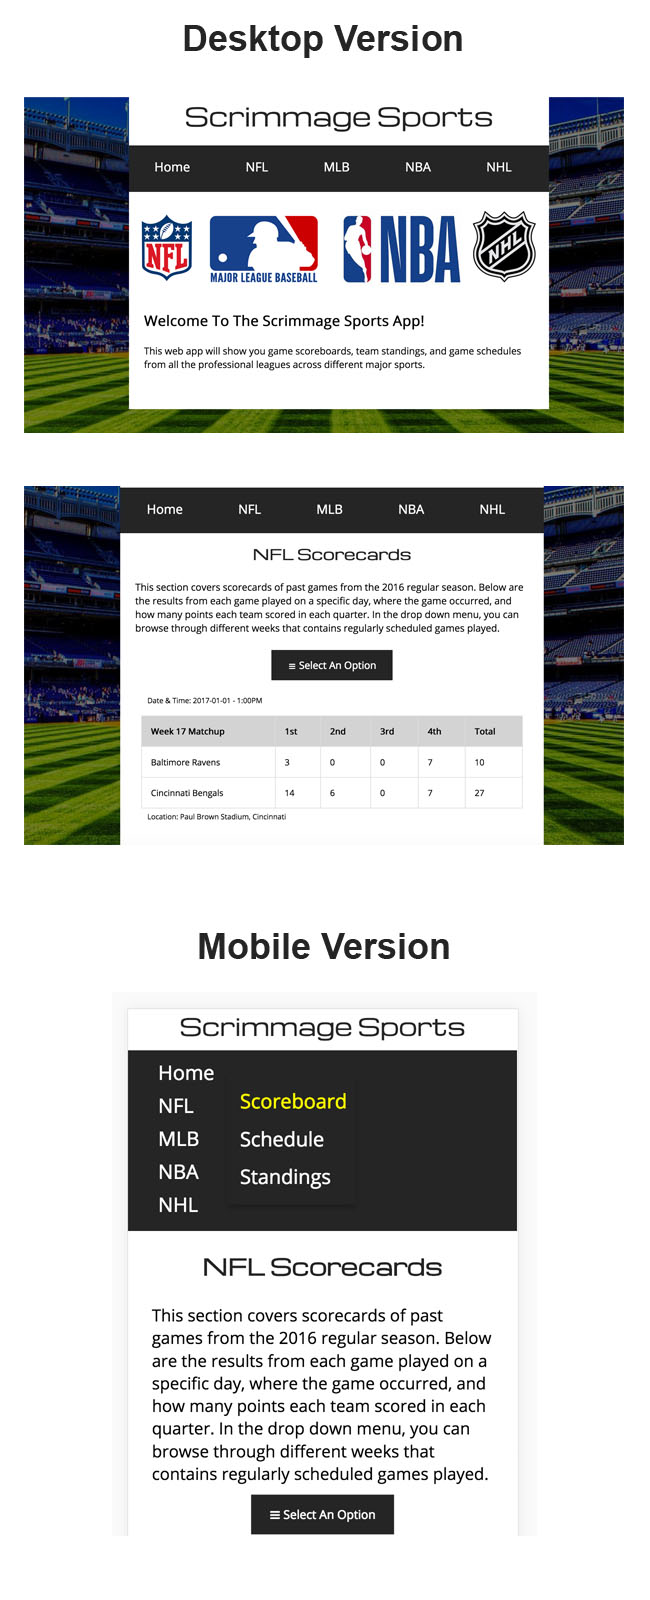 Desktop Version
Scrimmage Sports
Home NFL MLB NBA NHL
NFL MAJOR LEAGUE BASEBALL NBA NHL
Welcome To The Scrimmage Sports App!
This web app will show you game scoreboards, team standings, and game schedules
from all the professional leagues across different major sports.
Home NFL MLB NBA NHL
NFL Scorecards
This section covers scorecards of past games from the 2016 regular season. Below are
the results from each game played on a specific day, where the game occurred, and
how many points each team scored in each quarter. In the drop down menu, you can
browse through different weeks that contains regularly scheduled games played.
≡ Select An Option
Date & Time: 2017-01-01 - 1:00PM
Week 17 Matchup 1st 2nd 3rd 4th Total
Baltimore Ravens 3 0 0 7 10
Cincinnati Bengals 14 6 0 7 27
Location: Paul Brown Stadium, Cincinnati
Mobile Version
Scrimmage Sports
Home
NFL
MLB
NBA
NHL
Scoreboard
Schedule
Standings
NFL Scorecards
This section covers scorecards of past
games from the 2016 regular season. Below
are the results from each game played on a
specific day, where the game occurred, and
how many points each team scored in each
quarter. In the drop down menu, you can
browse through different weeks that
contains regularly scheduled games played.
≡ Select An Option